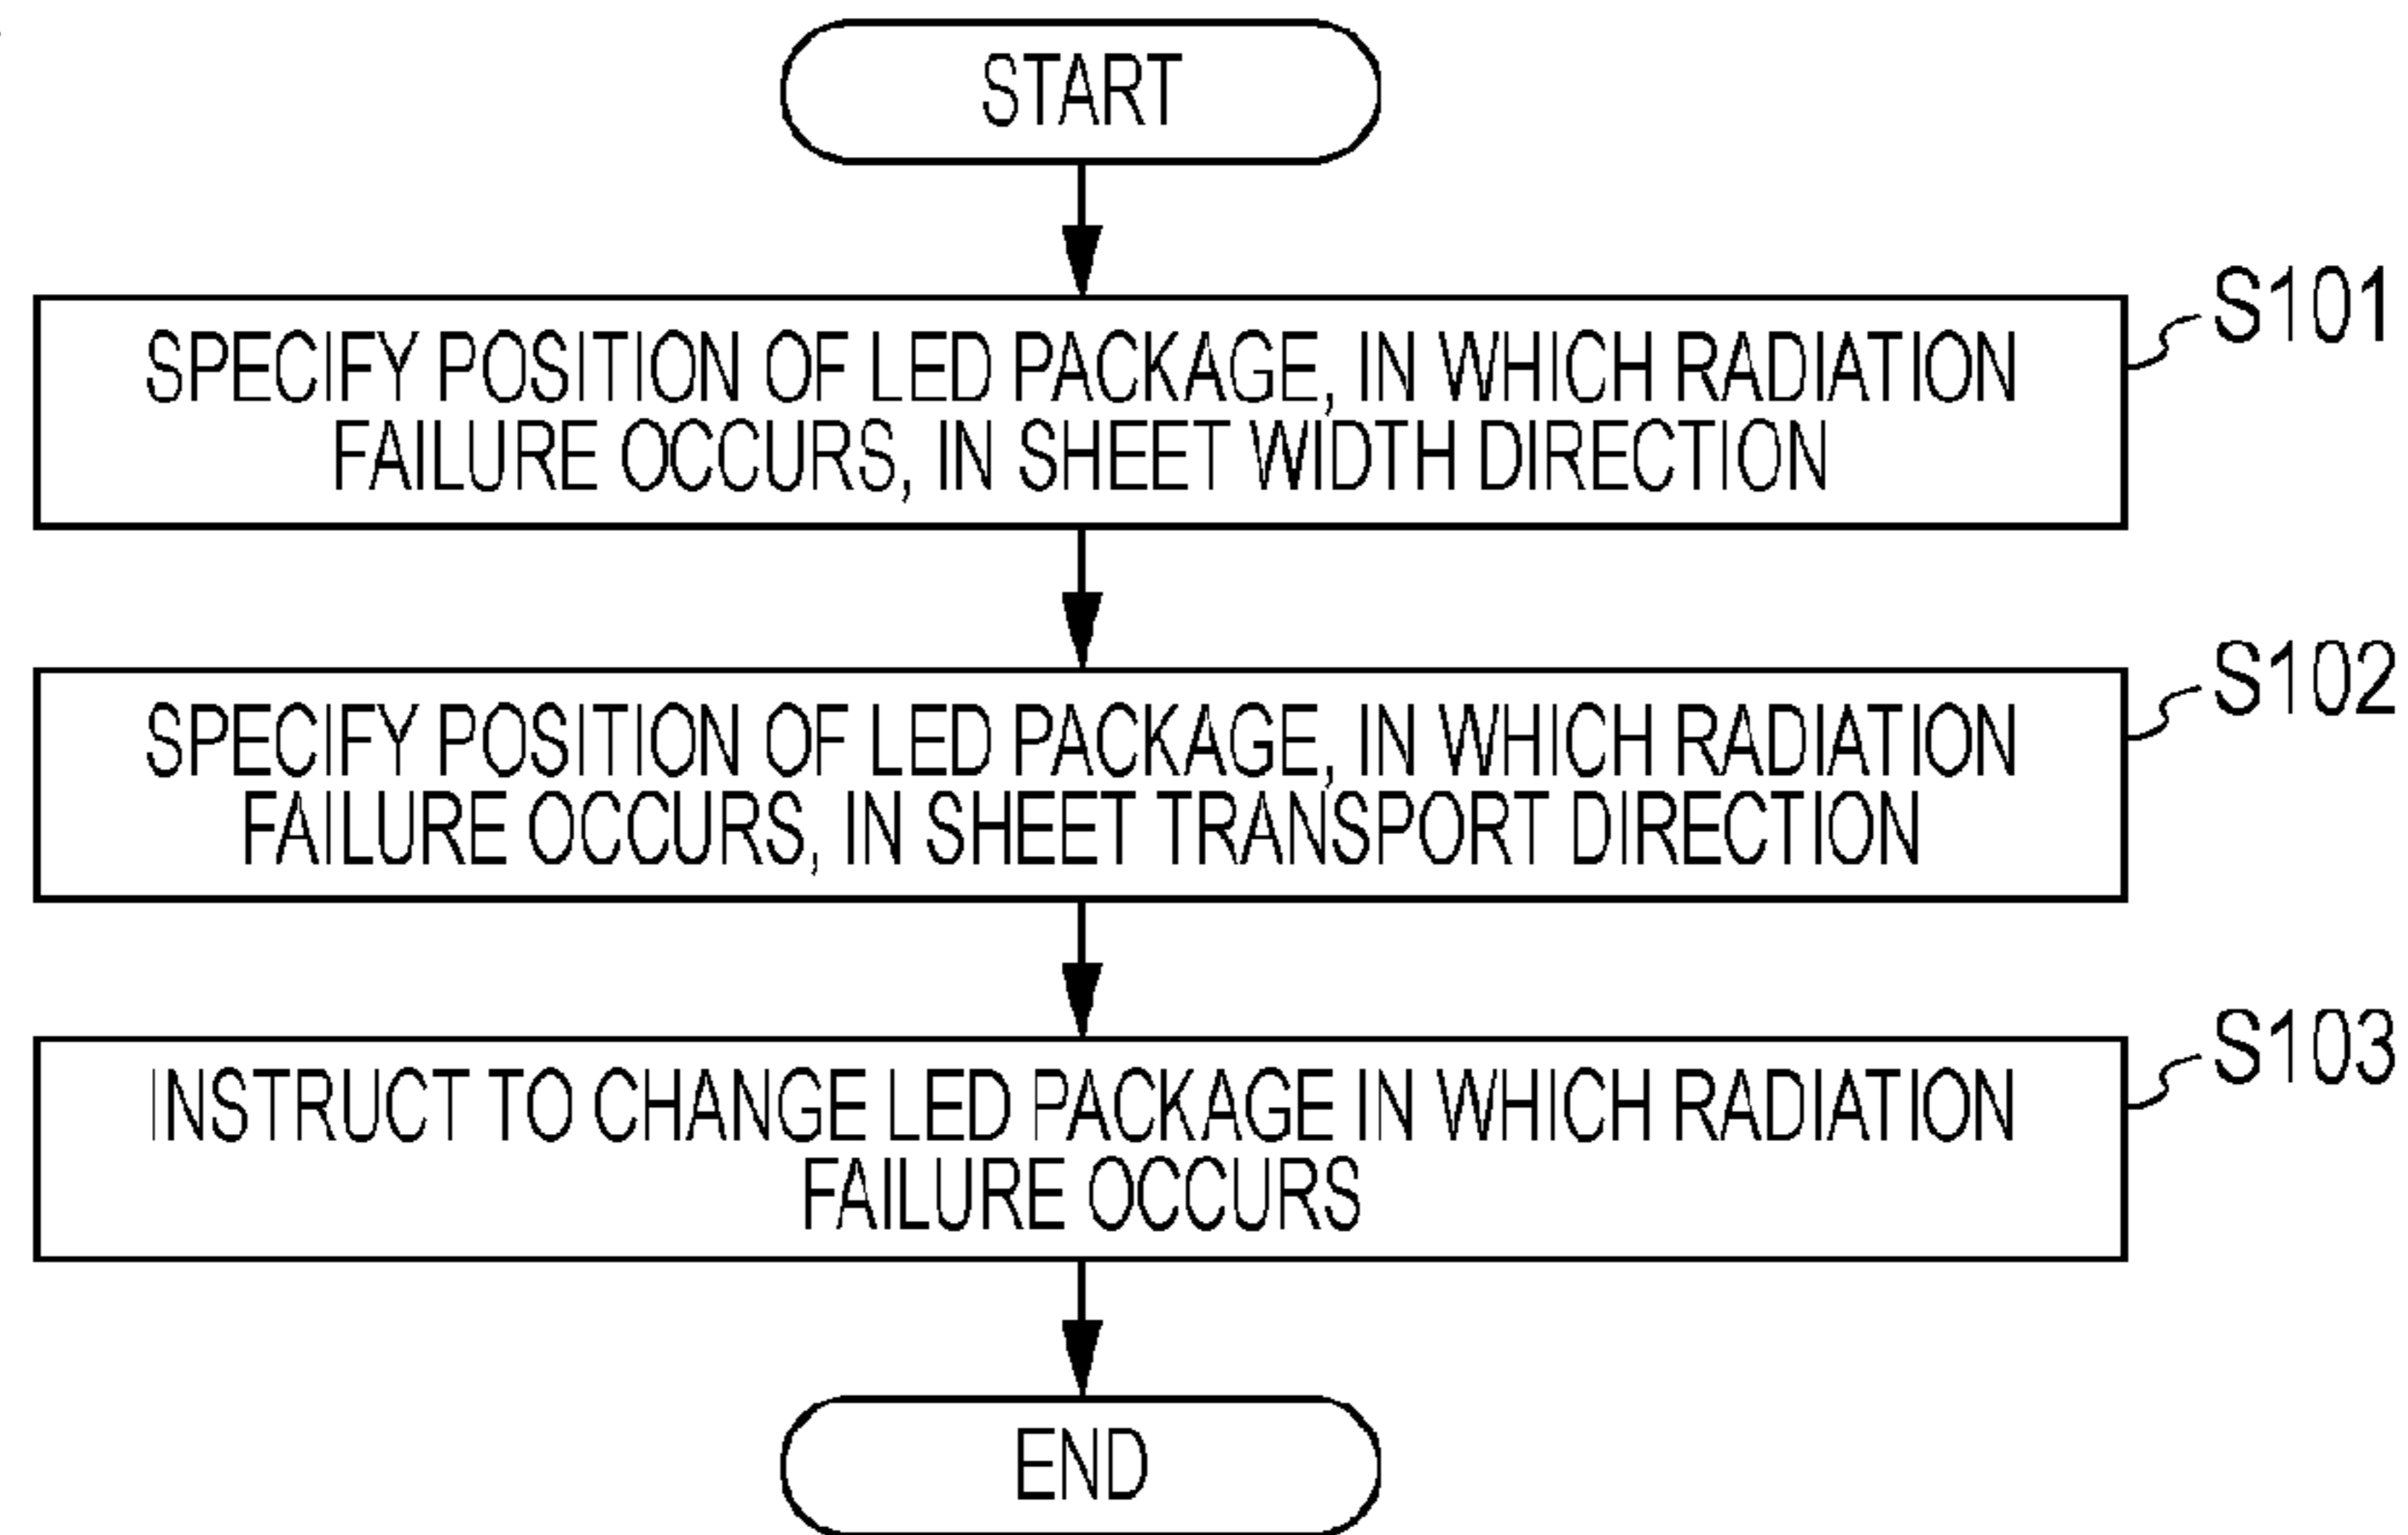 START
S101
SPECIFY POSITION OF LED PACKAGE, IN WHICH RADIATION
FAILURE OCCURS, IN SHEET WIDTH DIRECTION
S102
SPECIFY POSITION OF LED PACKAGE, IN WHICH RADIATION
FAILURE OCCURS, IN SHEET TRANSPORT DIRECTION
S103
INSTRUCT TO CHANGE LED PACKAGE IN WHICH RADIATION
FAILURE OCCURS
END